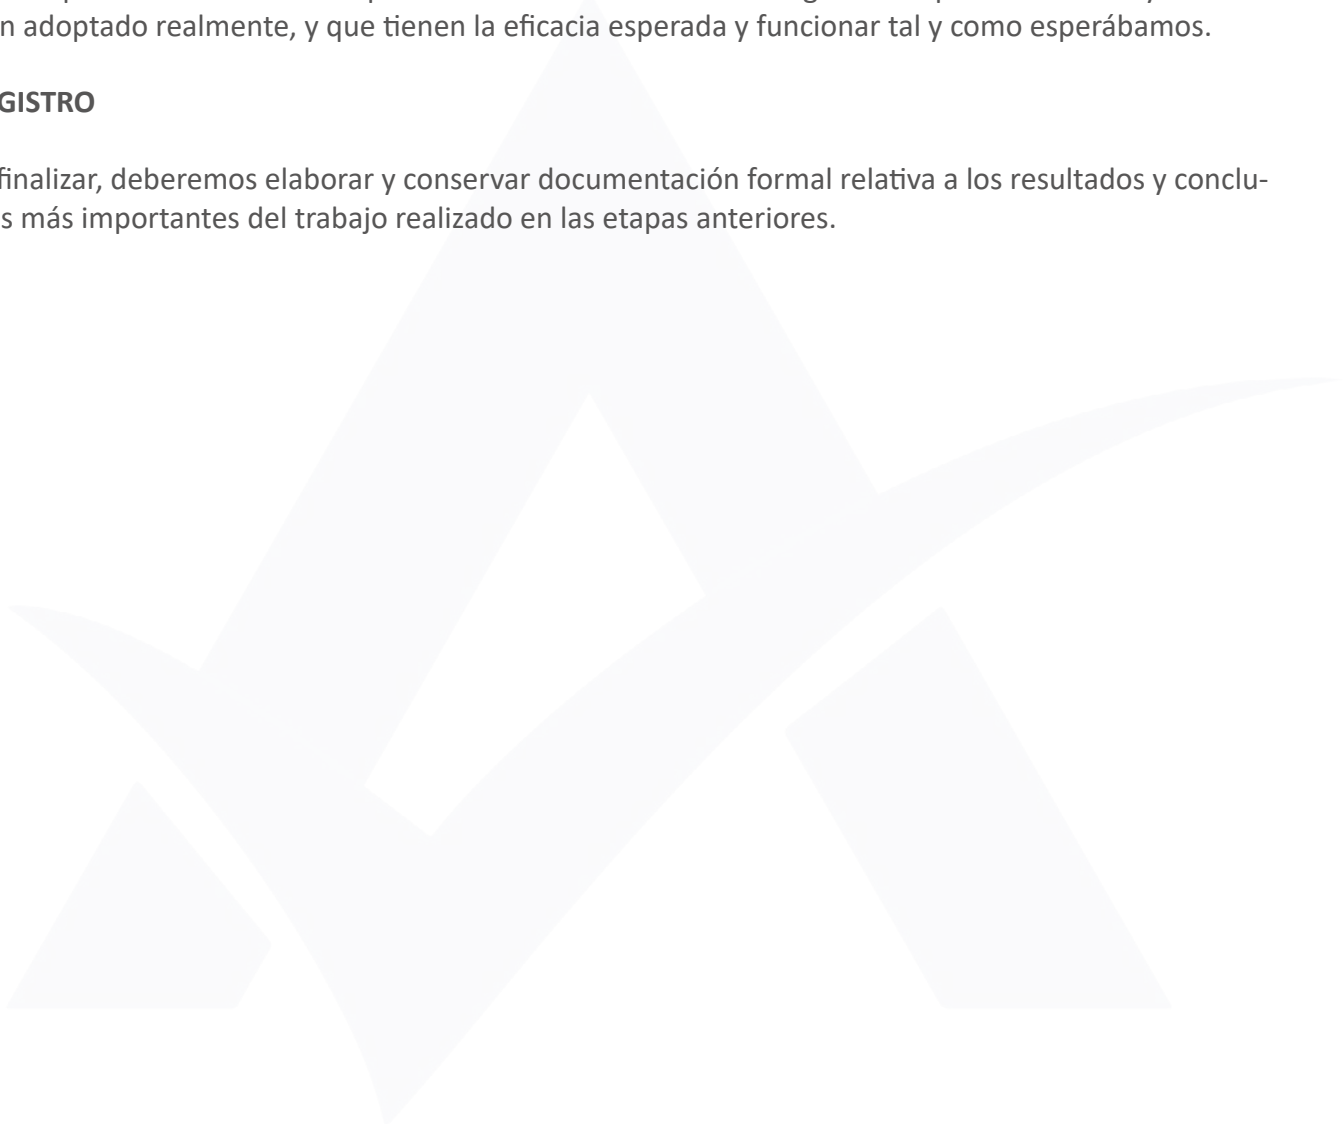 n adoptado realmente, y que tienen la eficacia esperada y funcionar tal y como esperábamos.
GISTRO
finalizar, deberemos elaborar y conservar documentación formal relativa a los resultados y conclu-
s más importantes del trabajo realizado en las etapas anteriores.